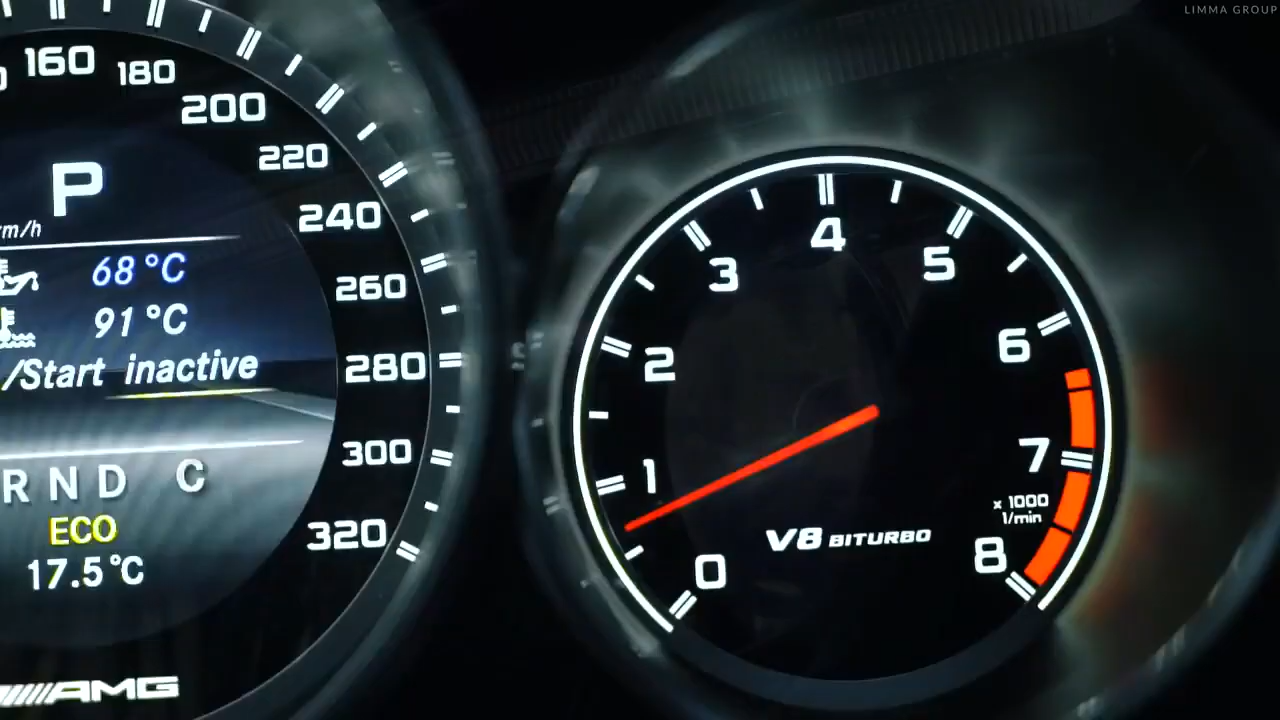 LIMMA GROUP
160
180
200
220
240
260
280
300
320
P
km/h
68°C
91°C
/Start inactive
R N D C
ECO
17.5°C
AMG
0
1
2
3
4
5
6
7
8
x 1000
1/min
V8 BITURBO